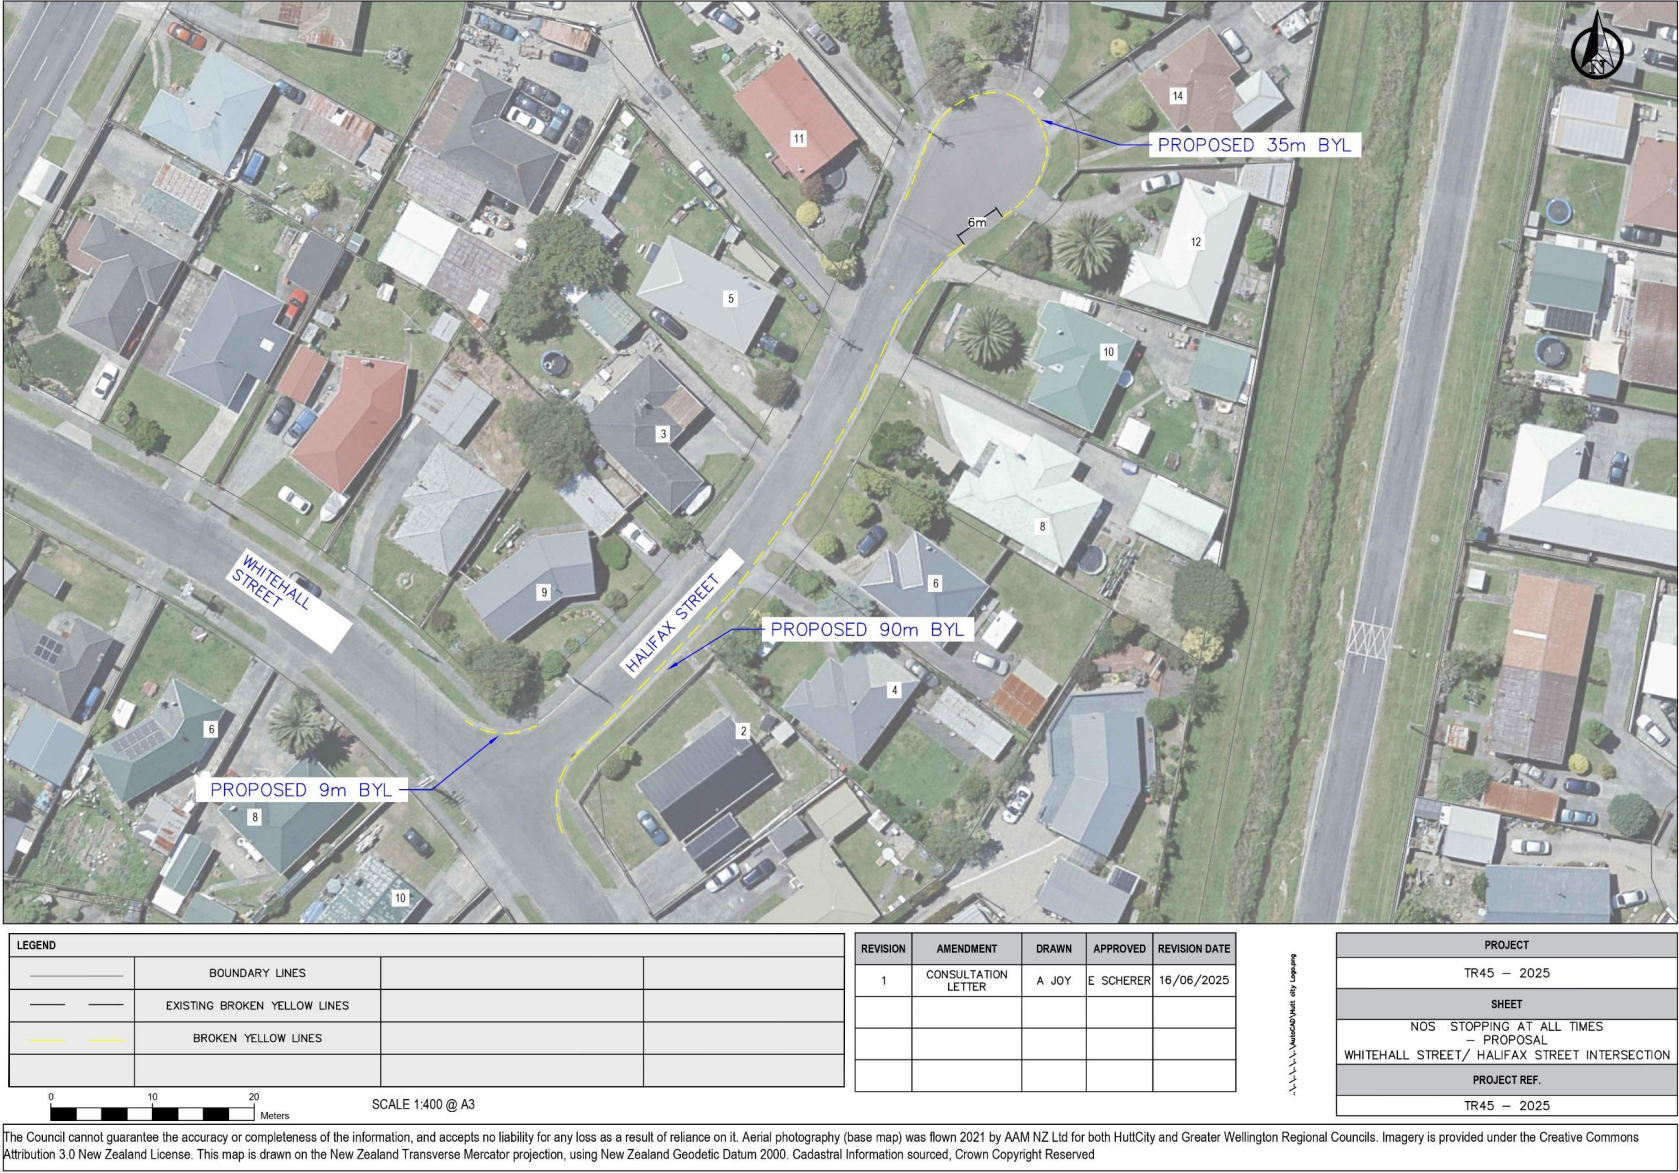 N
14
11
PROPOSED 35m BYL
6m
12
5
10
3
8
WHITEHALL
STREET
9
6
HALIFAX STREET
PROPOSED 90m BYL
4
2
6
PROPOSED 9m BYL
8
10
LEGEND
BOUNDARY LINES
EXISTING BROKEN YELLOW LINES
BROKEN YELLOW LINES
0 10 20
Meters
SCALE 1:400 @ A3
REVISION AMENDMENT DRAWN APPROVED REVISION DATE
1 CONSULTATION LETTER A JOY E SCHERER 16/06/2025
..\..\..\..\..\..\AutoCAD\Hutt city Logo.png
PROJECT
TR45 – 2025
SHEET
NOS STOPPING AT ALL TIMES
– PROPOSAL
WHITEHALL STREET/ HALIFAX STREET INTERSECTION
PROJECT REF.
TR45 – 2025
The Council cannot guarantee the accuracy or completeness of the information, and accepts no liability for any loss as a result of reliance on it. Aerial photography (base map) was flown 2021 by AAM NZ Ltd for both HuttCity and Greater Wellington Regional Councils. Imagery is provided under the Creative Commons
Attribution 3.0 New Zealand License. This map is drawn on the New Zealand Transverse Mercator projection, using New Zealand Geodetic Datum 2000. Cadastral Information sourced, Crown Copyright Reserved